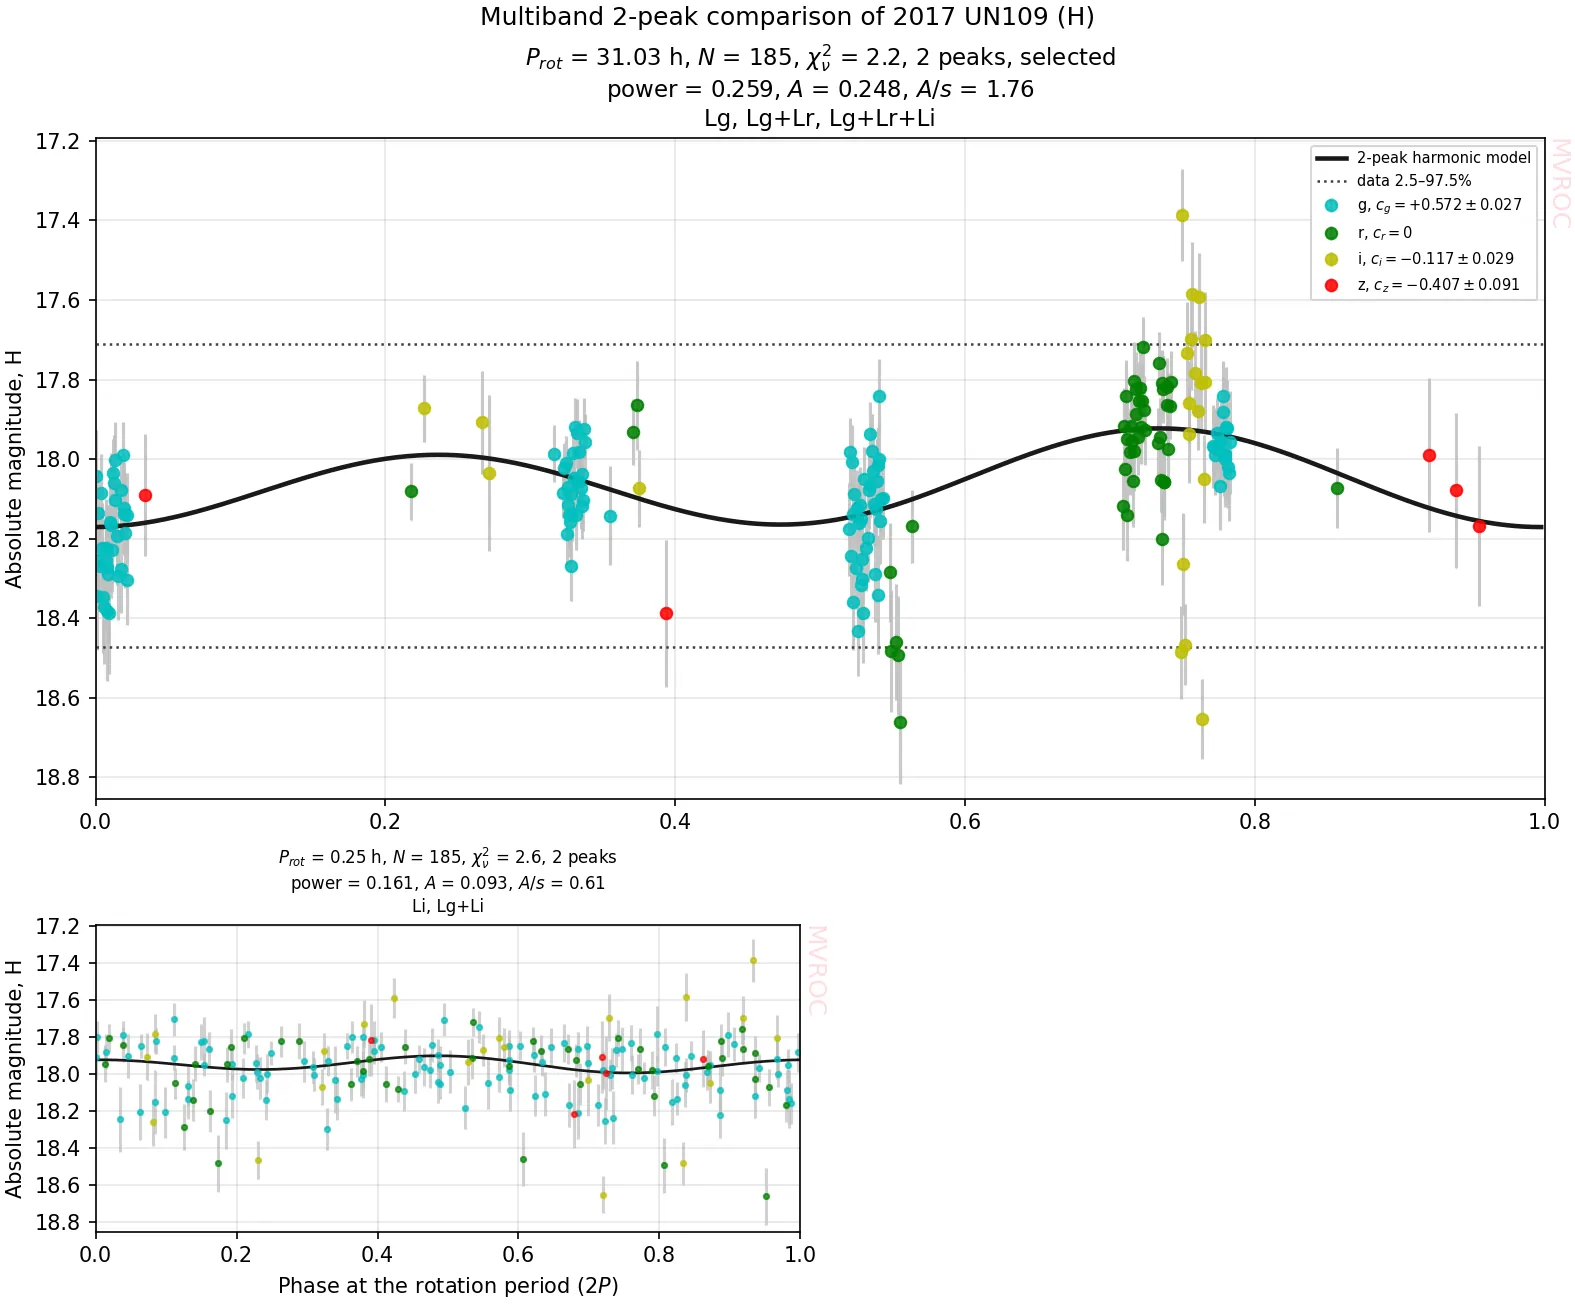 Multiband 2-peak comparison of 2017 UN109 (H)
P_rot = 31.03 h, N = 185, χ²_ν = 2.2, 2 peaks, selected
power = 0.259, A = 0.248, A/s = 1.76
Lg, Lg+Lr, Lg+Lr+Li
Absolute magnitude, H
17.2
17.4
17.6
17.8
18.0
18.2
18.4
18.6
18.8
0.0 0.2 0.4 0.6 0.8 1.0
2-peak harmonic model
data 2.5–97.5%
g, c_g = +0.572 ± 0.027
r, c_r = 0
i, c_i = −0.117 ± 0.029
z, c_z = −0.407 ± 0.091
MVROC
P_rot = 0.25 h, N = 185, χ²_ν = 2.6, 2 peaks
power = 0.161, A = 0.093, A/s = 0.61
Li, Lg+Li
Absolute magnitude, H
17.2
17.4
17.6
17.8
18.0
18.2
18.4
18.6
18.8
0.0 0.2 0.4 0.6 0.8 1.0
Phase at the rotation period (2P)
MVROC